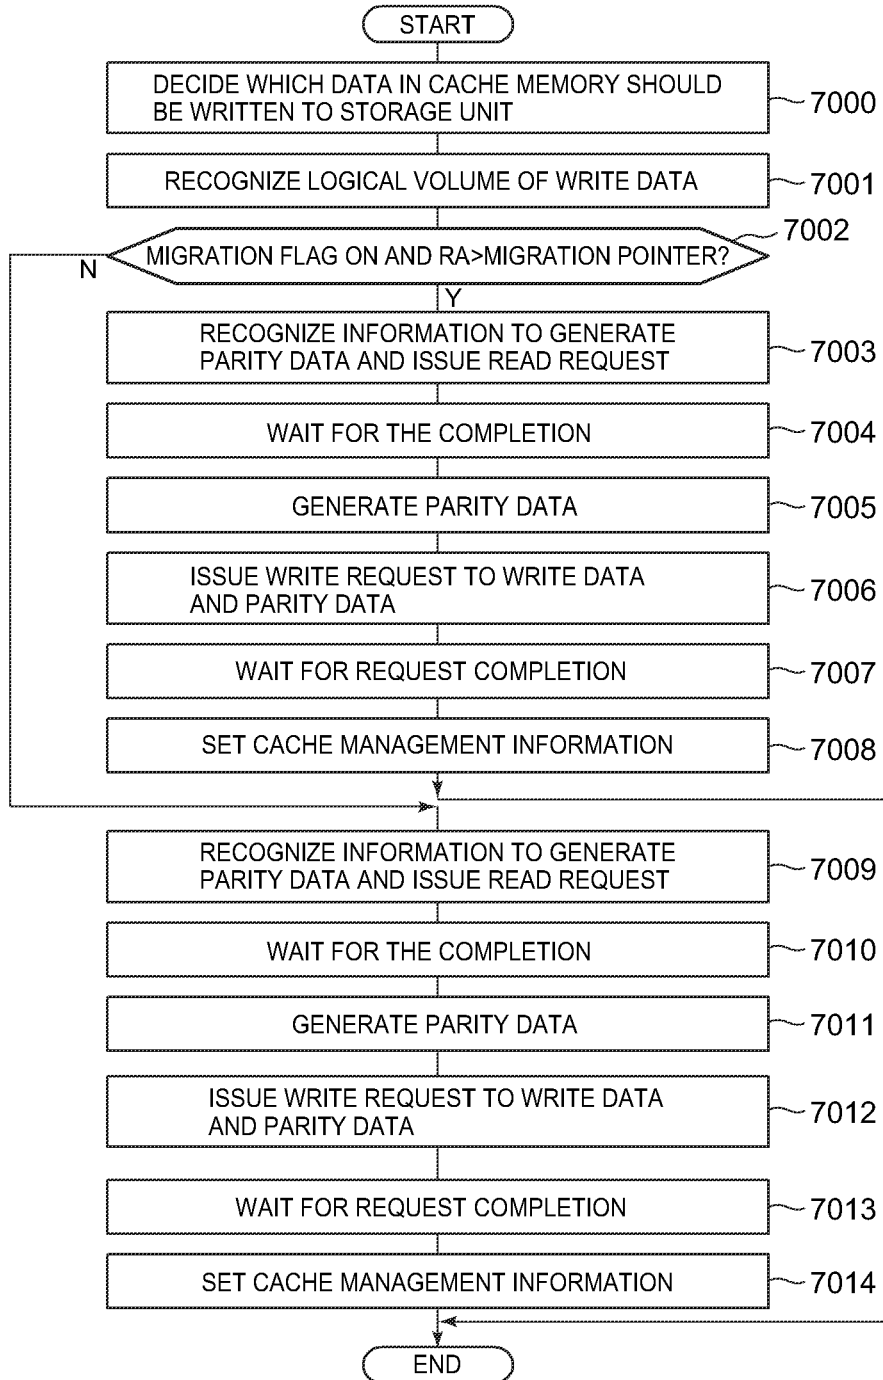 START
DECIDE WHICH DATA IN CACHE MEMORY SHOULD
BE WRITTEN TO STORAGE UNIT
7000
RECOGNIZE LOGICAL VOLUME OF WRITE DATA
7001
7002
MIGRATION FLAG ON AND RA>MIGRATION POINTER?
N
Y
RECOGNIZE INFORMATION TO GENERATE
PARITY DATA AND ISSUE READ REQUEST
7003
WAIT FOR THE COMPLETION
7004
GENERATE PARITY DATA
7005
ISSUE WRITE REQUEST TO WRITE DATA
AND PARITY DATA
7006
WAIT FOR REQUEST COMPLETION
7007
SET CACHE MANAGEMENT INFORMATION
7008
RECOGNIZE INFORMATION TO GENERATE
PARITY DATA AND ISSUE READ REQUEST
7009
WAIT FOR THE COMPLETION
7010
GENERATE PARITY DATA
7011
ISSUE WRITE REQUEST TO WRITE DATA
AND PARITY DATA
7012
WAIT FOR REQUEST COMPLETION
7013
SET CACHE MANAGEMENT INFORMATION
7014
END